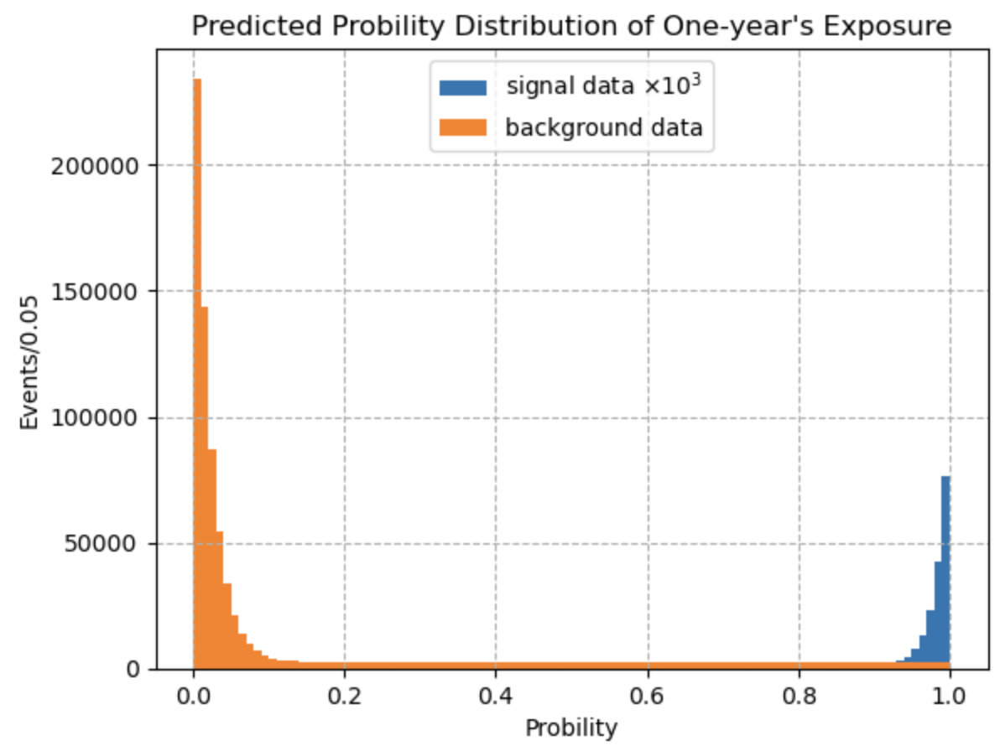 Predicted Probility Distribution of One-year's Exposure
signal data ×10³
background data
Events/0.05
200000
150000
100000
50000
0
0.0 0.2 0.4 0.6 0.8 1.0
Probility